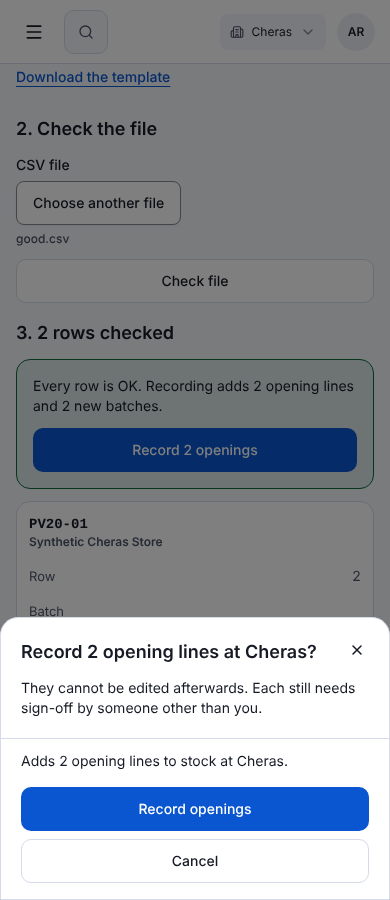 Cheras
AR
Download the template
2. Check the file
CSV file
Choose another file
good.csv
Check file
3. 2 rows checked
Every row is OK. Recording adds 2 opening lines
and 2 new batches.
Record 2 openings
PV20-01
Synthetic Cheras Store
Row 2
Batch
Record 2 opening lines at Cheras?
They cannot be edited afterwards. Each still needs
sign-off by someone other than you.
Adds 2 opening lines to stock at Cheras.
Record openings
Cancel